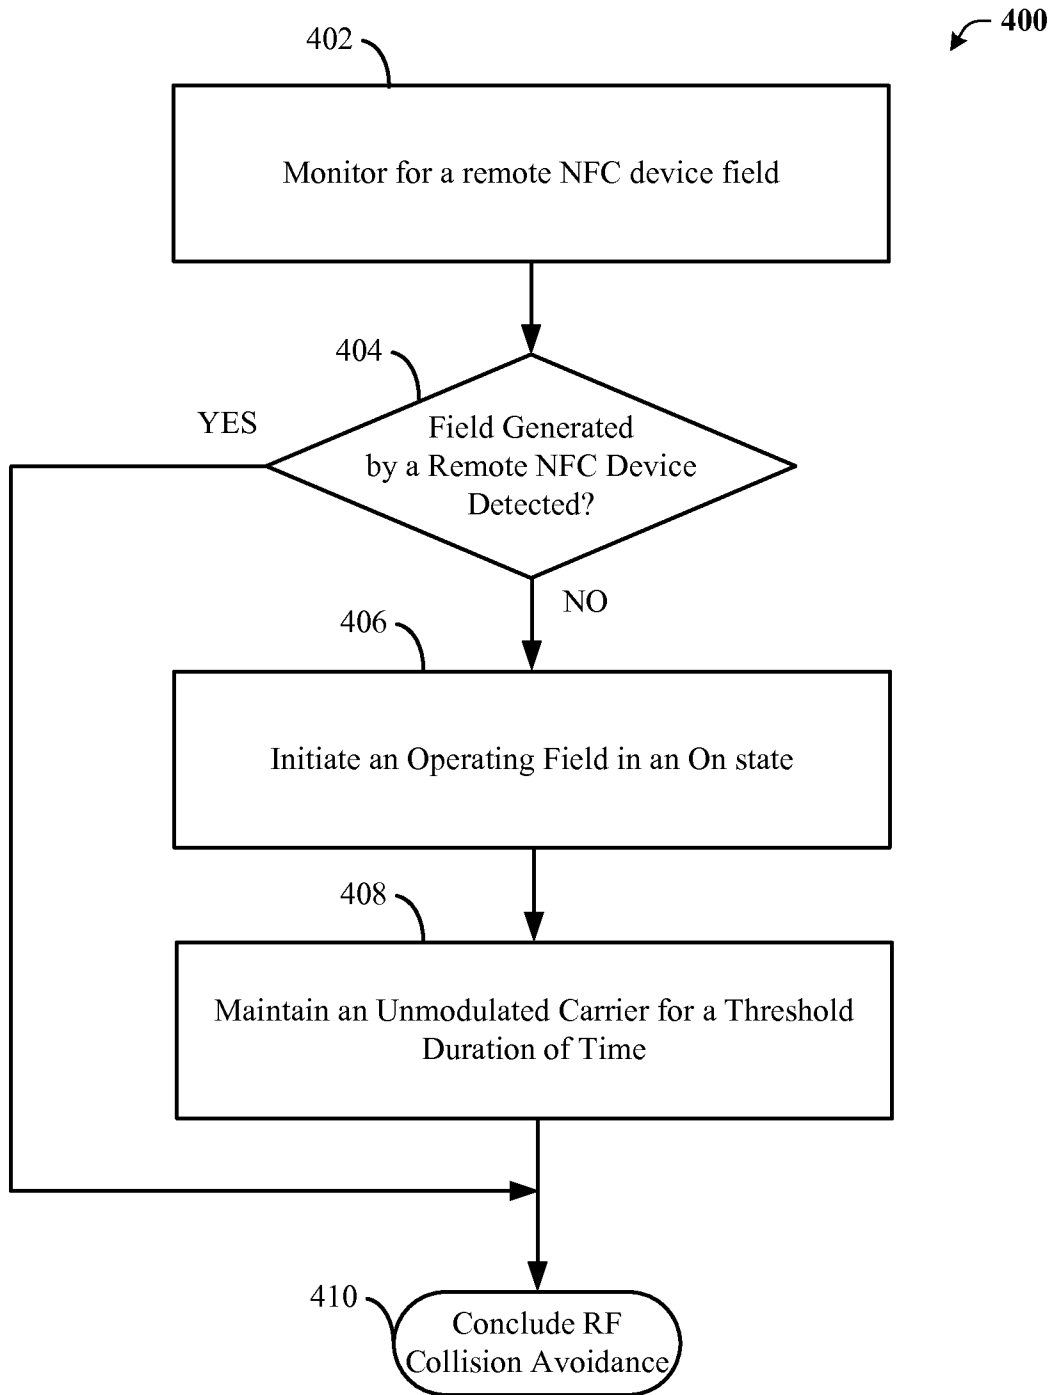 400
402
Monitor for a remote NFC device field
404
YES
Field Generated
by a Remote NFC Device
Detected?
NO
406
Initiate an Operating Field in an On state
408
Maintain an Unmodulated Carrier for a Threshold
Duration of Time
410
Conclude RF
Collision Avoidance